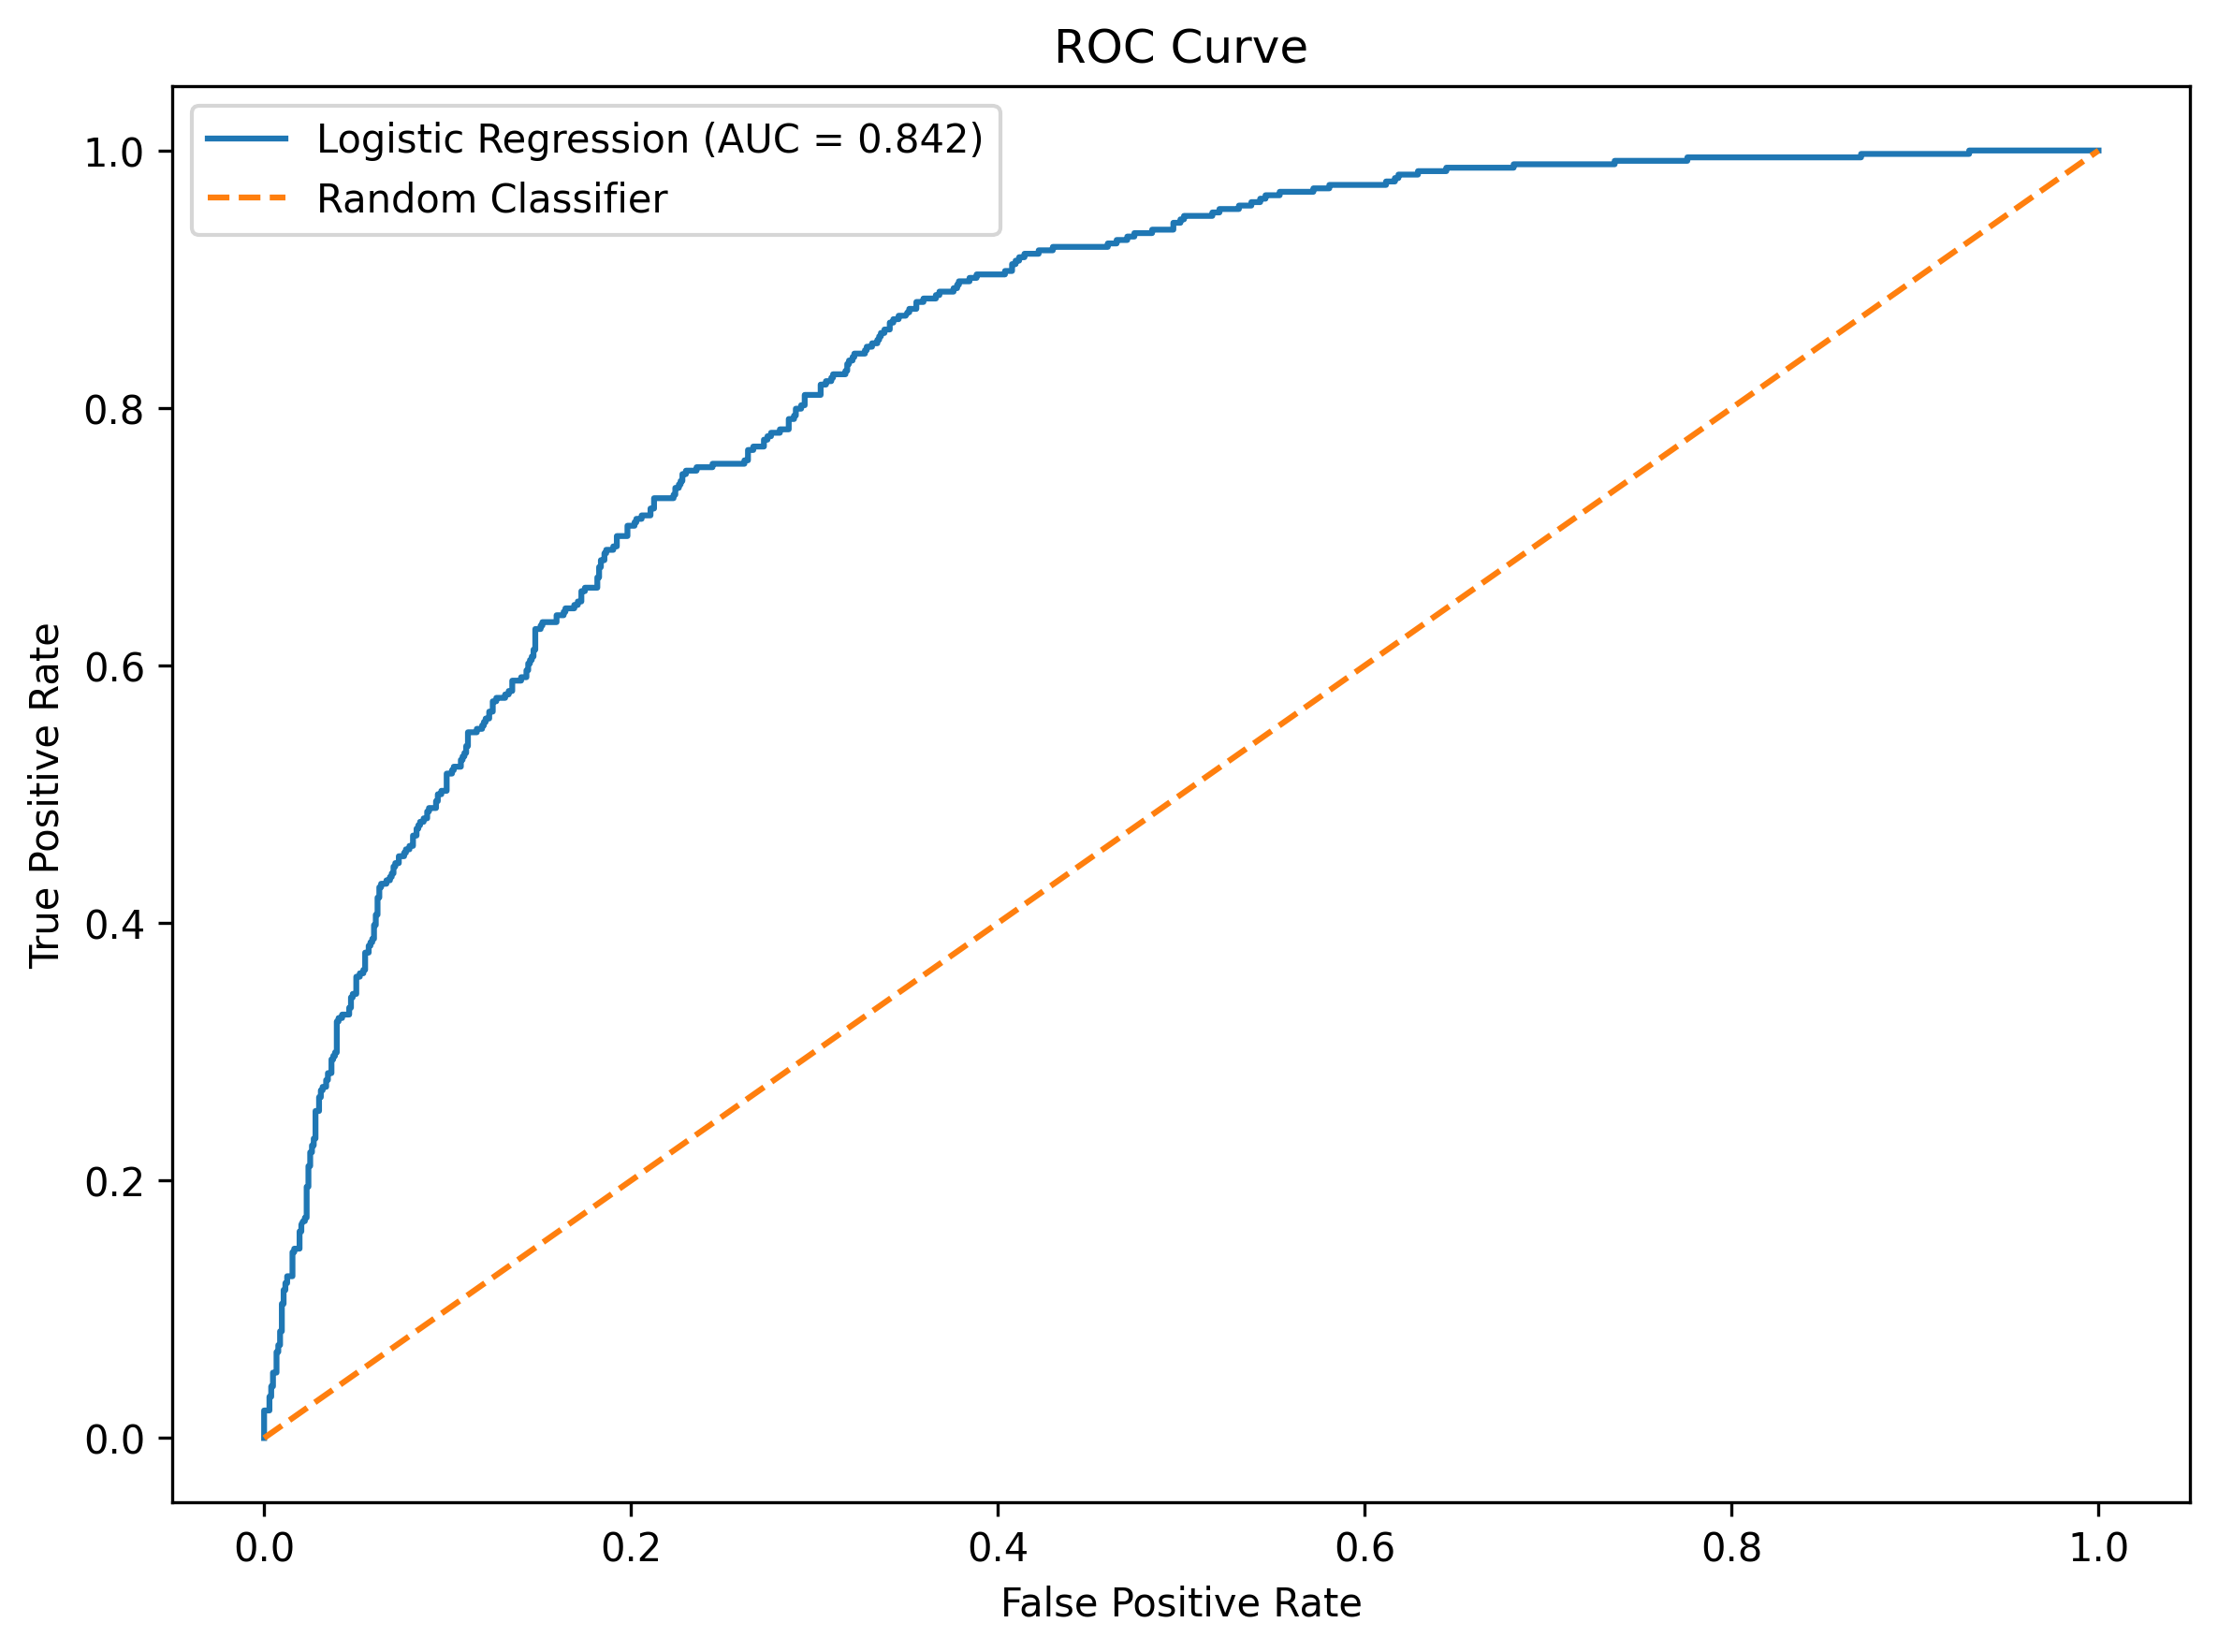 ROC Curve
Logistic Regression (AUC = 0.842)
Random Classifier
True Positive Rate
1.0
0.8
0.6
0.4
0.2
0.0
0.0 0.2 0.4 0.6 0.8 1.0
False Positive Rate